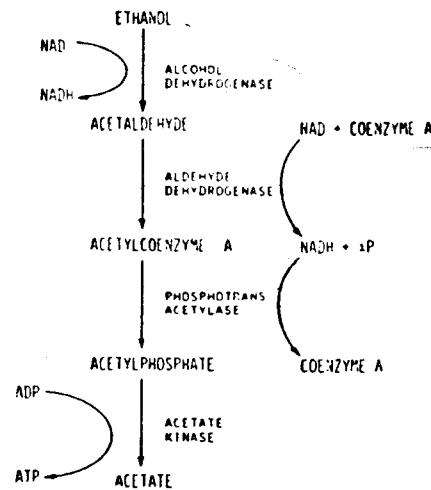 ETHANOL
NAD
ALCOHOL
DEHYDROGENASE
NADH
ACETALDEHYDE
NAD + COENZYME A
ALDEHYDE
DEHYDROGENASE
ACETYLCOENZYME A
NADH + iP
PHOSPHOTRANS
ACETYLASE
ACETYLPHOSPHATE
COENZYME A
ADP
ACETATE
KINASE
ATP
ACETATE